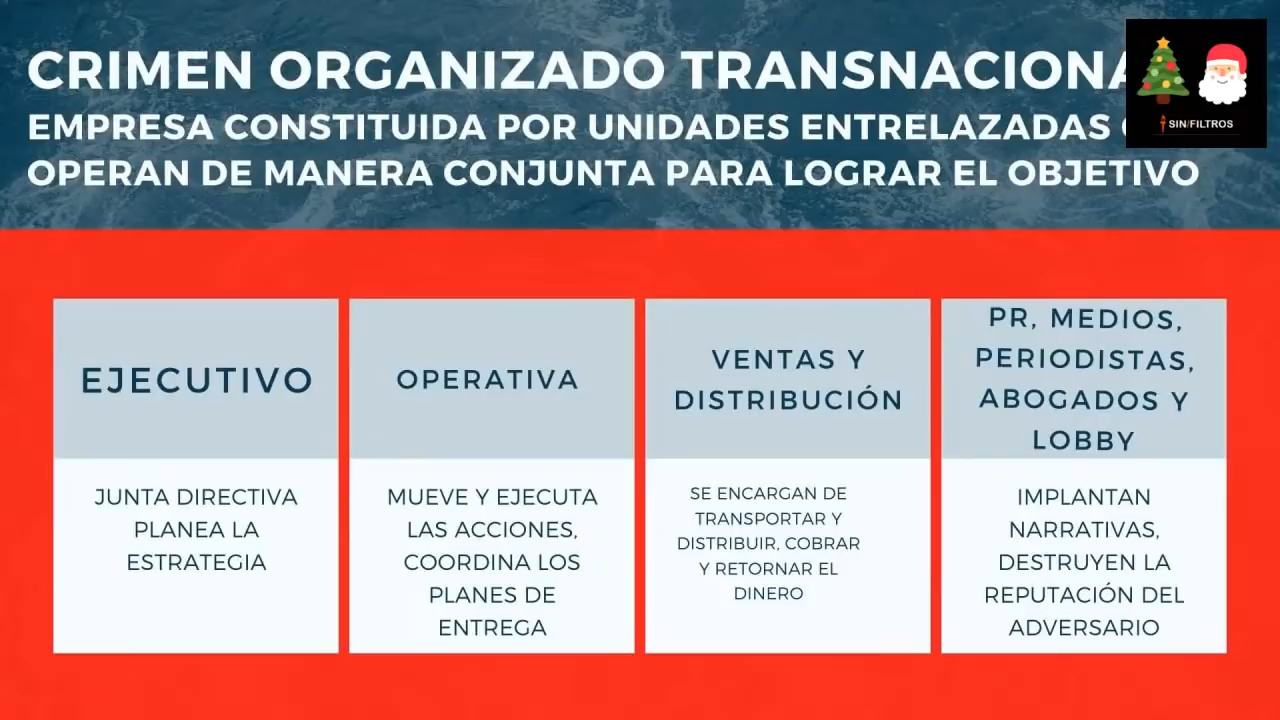 CRIMEN ORGANIZADO TRANSNACIONA
SIN/FILTROS
EMPRESA CONSTITUIDA POR UNIDADES ENTRELAZADAS
OPERAN DE MANERA CONJUNTA PARA LOGRAR EL OBJETIVO
EJECUTIVO
JUNTA DIRECTIVA
PLANEA LA
ESTRATEGIA
OPERATIVA
MUEVE Y EJECUTA
LAS ACCIONES,
COORDINA LOS
PLANES DE
ENTREGA
VENTAS Y
DISTRIBUCIÓN
SE ENCARGAN DE
TRANSPORTAR Y
DISTRIBUIR, COBRAR
Y RETORNAR EL
DINERO
PR, MEDIOS,
PERIODISTAS,
ABOGADOS Y
LOBBY
IMPLANTAN
NARRATIVAS,
DESTRUYEN LA
REPUTACIÓN DEL
ADVERSARIO